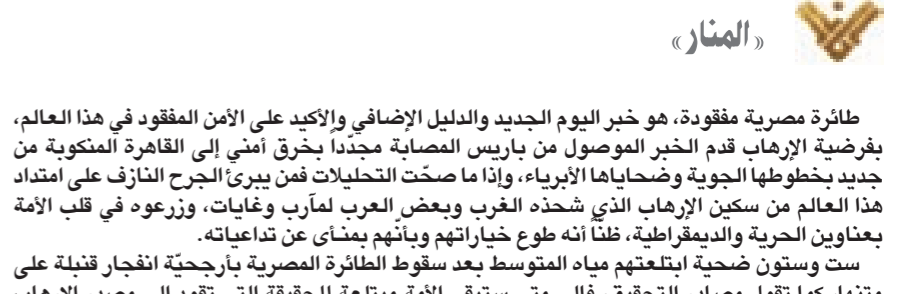 «المنار»
طائرة مصرية مفقودة، هو خبر اليوم الجديد والدليل الإضافي والأكيد على الأمن المفقود في هذا العالم،
بفرضية الإرهاب قدم الخبر الموصول من باريس المصابة مجدّداً بخرق أمني إلى القاهرة المنكوبة من
جديد بخطوطها الجوية وضحاياها الأبرياء، وإذا ما صحّت التحليلات فمن يبرئ الجرح النازف على امتداد
هذا العالم من سكين الإرهاب الذي شحذه الغرب وبعض العرب لمآرب وغايات، وزرعوه في قلب الأمة
بعناوين الحرية والديمقراطية، ظنّاً أنه طوع خياراتهم وبأنّهم بمنأى عن تداعياته.
ست وستون ضحية ابتلعتهم مياه المتوسط بعد سقوط الطائرة المصرية بأرجحيّة انفجار قنبلة على